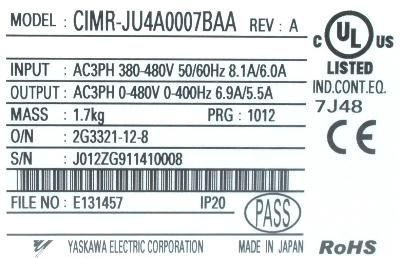 MODEL: CIMR-JU4A0007BAA REV : A
C UL US
LISTED
IND.CONT.EQ.
7J48
INPUT : AC3PH 380-480V 50/60Hz 8.1A/6.0A
OUTPUT : AC3PH 0-480V 0-400Hz 6.9A/5.5A
MASS : 1.7kg PRG : 1012
O/N : 2G3321-12-8
S/N : J012ZG911410008
CE
FILE NO : E131457 IP20
PASS
YASKAWA ELECTRIC CORPORATION MADE IN JAPAN
RoHS